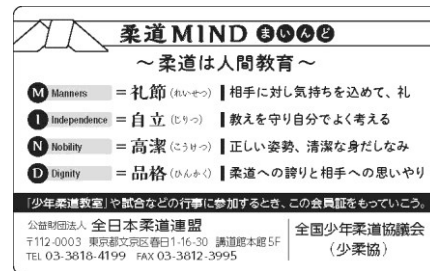 柔道MIND まいんど
～柔道は人間教育～
M Manners ＝礼節(れいせつ) 相手に対し気持ちを込めて、礼
I Independence ＝自立(じりつ) 教えを守り自分でよく考える
N Nobility ＝高潔(こうけつ) 正しい姿勢、清潔な身だしなみ
D Dignity ＝品格(ひんかく) 柔道への誇りと相手への思いやり
「少年柔道教室」や試合などの行事に参加するとき、この会員証をもっていこう。
公益財団法人 全日本柔道連盟
〒112-0003 東京都文京区春日1-16-30 講道館本館5F
TEL 03-3818-4199 FAX 03-3812-3995
全国少年柔道協議会
(少柔協)